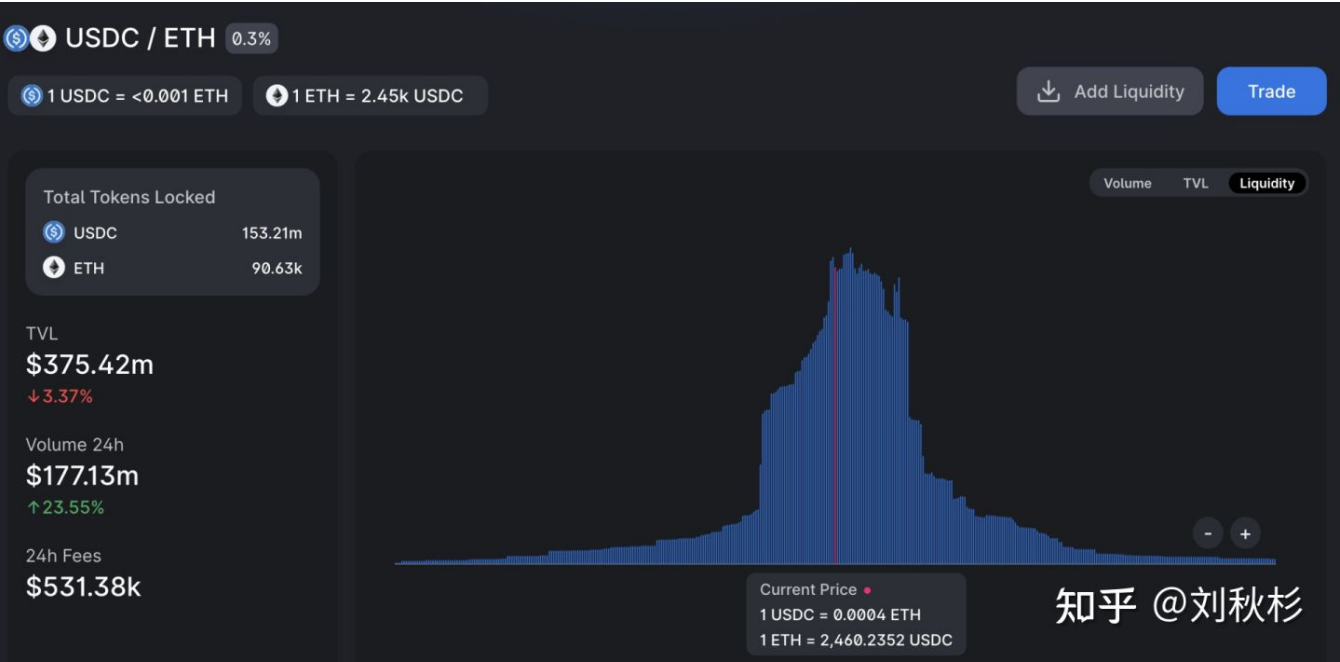 USDC / ETH 0.3%
1 USDC = <0.001 ETH
1 ETH = 2.45k USDC
Add Liquidity
Trade
Total Tokens Locked
USDC 153.21m
ETH 90.63k
TVL
$375.42m
↓3.37%
Volume 24h
$177.13m
↑23.55%
24h Fees
$531.38k
Volume TVL Liquidity
- +
Current Price
1 USDC = 0.0004 ETH
1 ETH = 2,460.2352 USDC
知乎 @刘秋杉